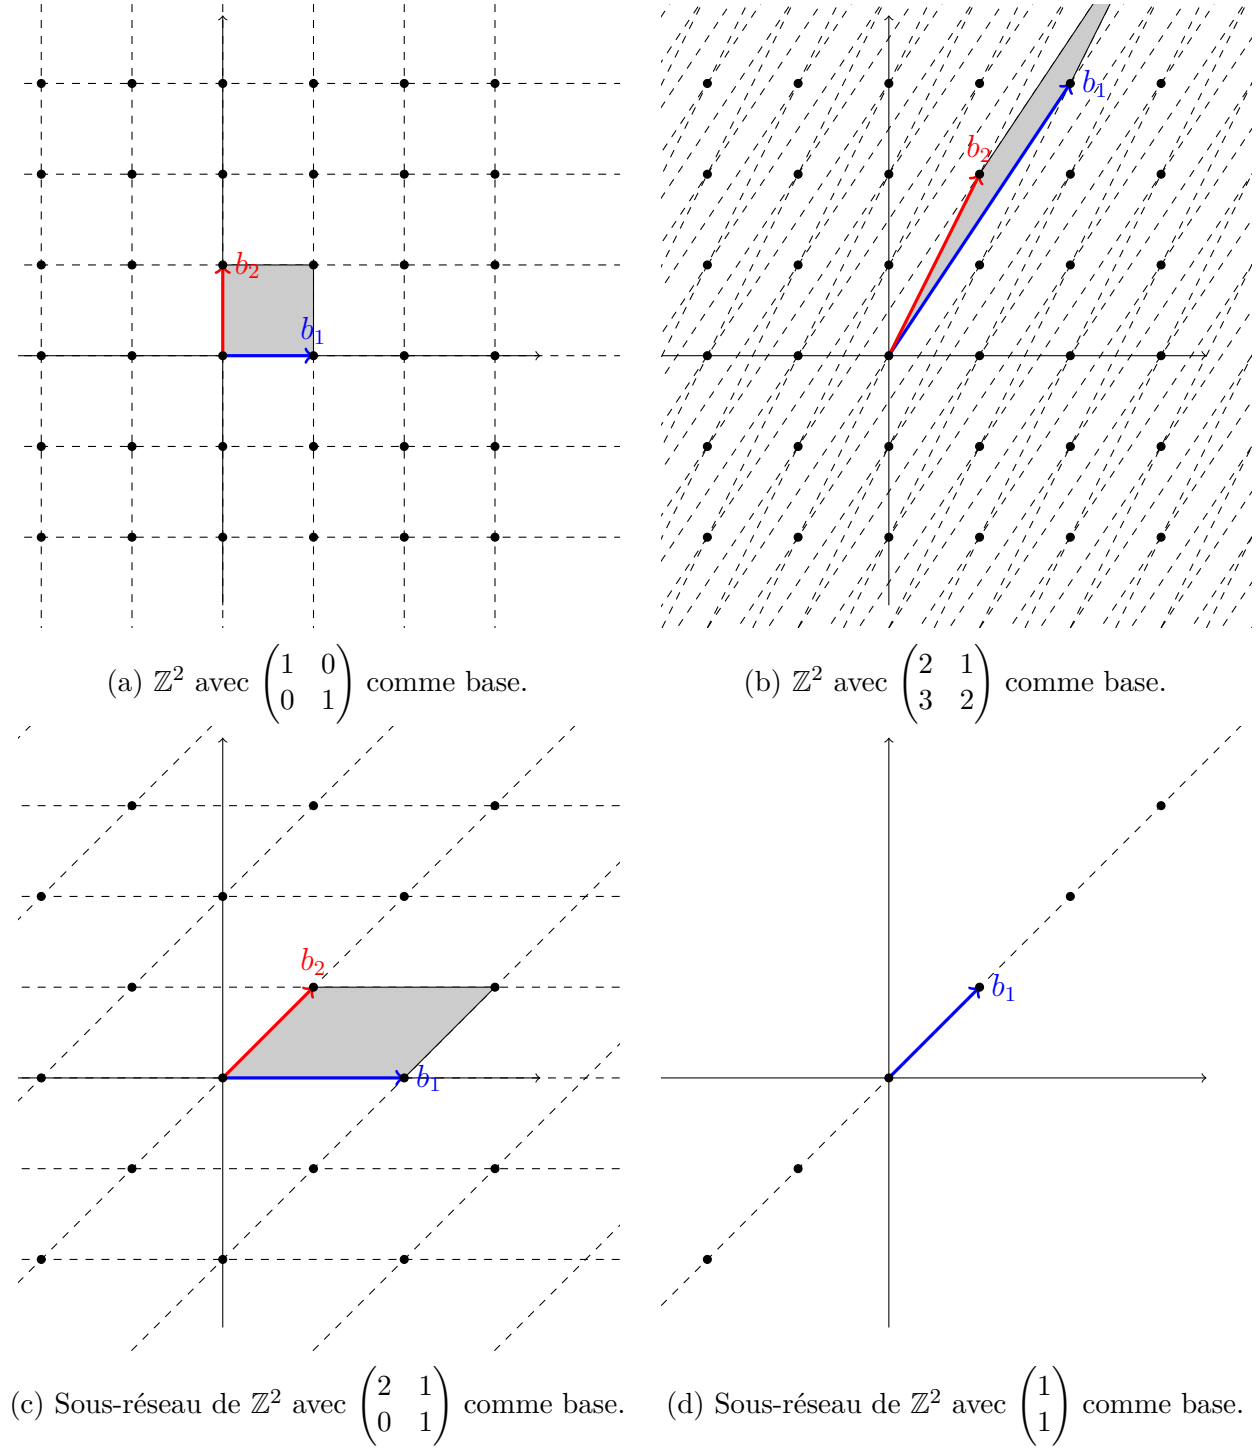 b₂
b₁
b₁
b₂
(a) ℤ² avec (1 0 0 1) comme base.
(b) ℤ² avec (2 1 3 2) comme base.
b₂
b₁
b₁
(c) Sous-réseau de ℤ² avec (2 1 0 1) comme base.
(d) Sous-réseau de ℤ² avec (1 1) comme base.